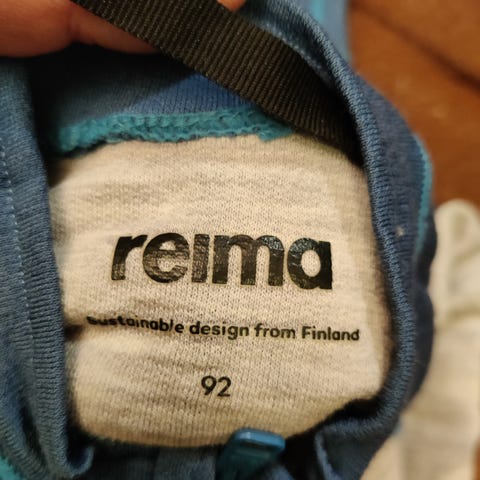 reima
sustainable design from Finland
92